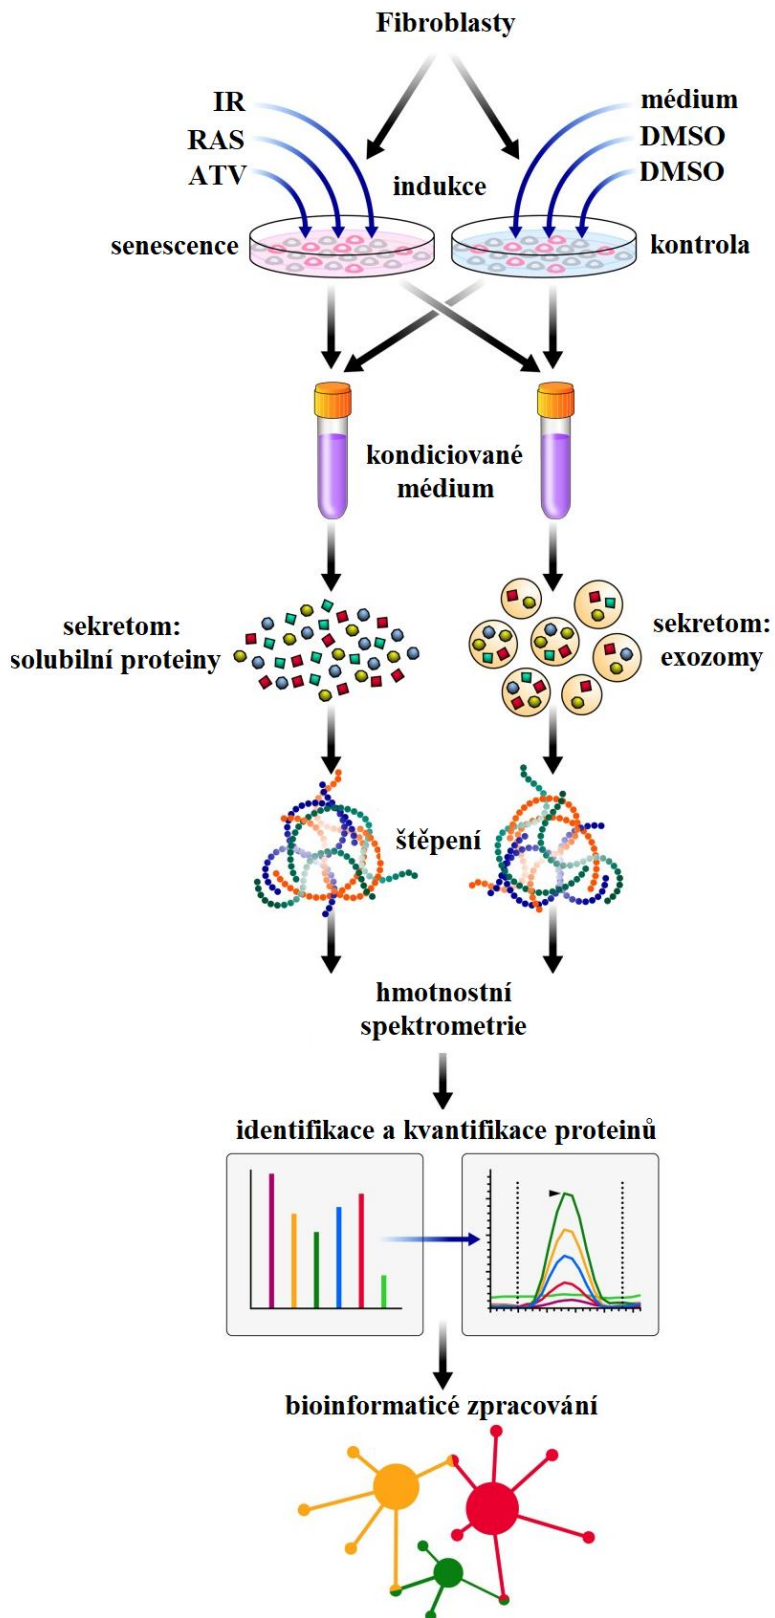 Fibroblasty
IR
RAS
ATV
médium
DMSO
DMSO
indukce
senescence
kontrola
kondiciované
médium
sekretom:
solubilní proteiny
sekretom:
exozomy
štěpení
hmotnostní
spektrometrie
identifikace a kvantifikace proteinů
bioinformaticé zpracování